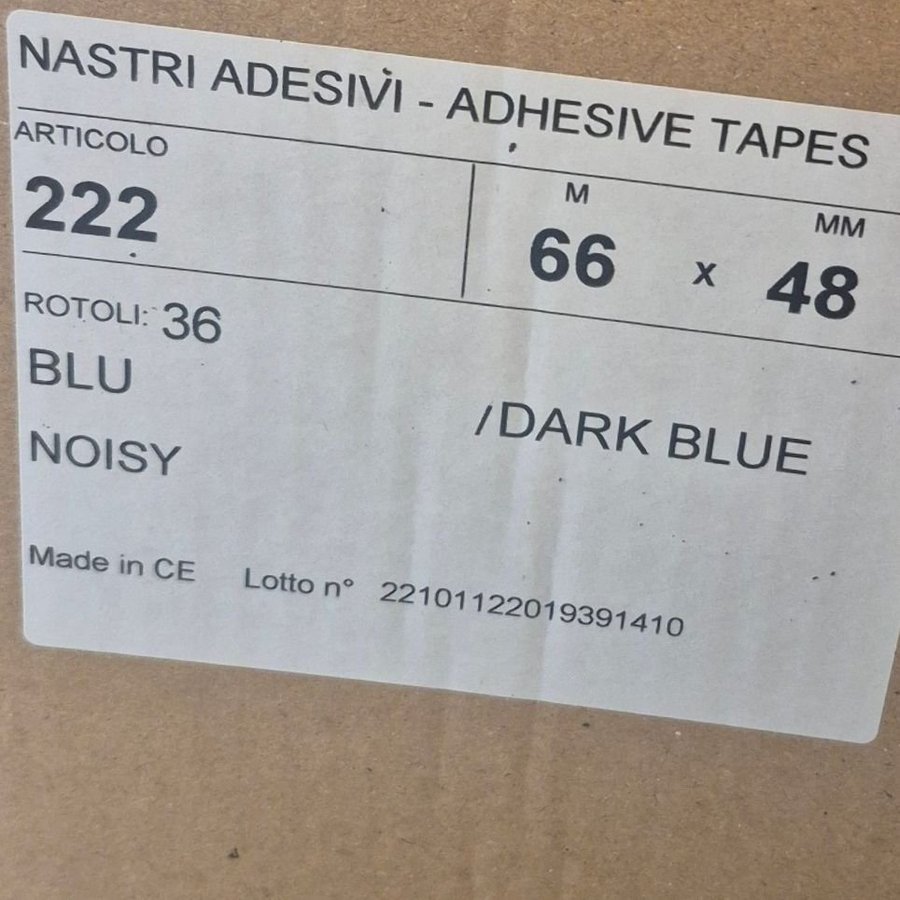 NASTRI ADESIVI - ADHESIVE TAPES
ARTICOLO
222
M
66 x 48
MM
ROTOLI: 36
BLU /DARK BLUE
NOISY
Made in CE Lotto n° 22101122019391410